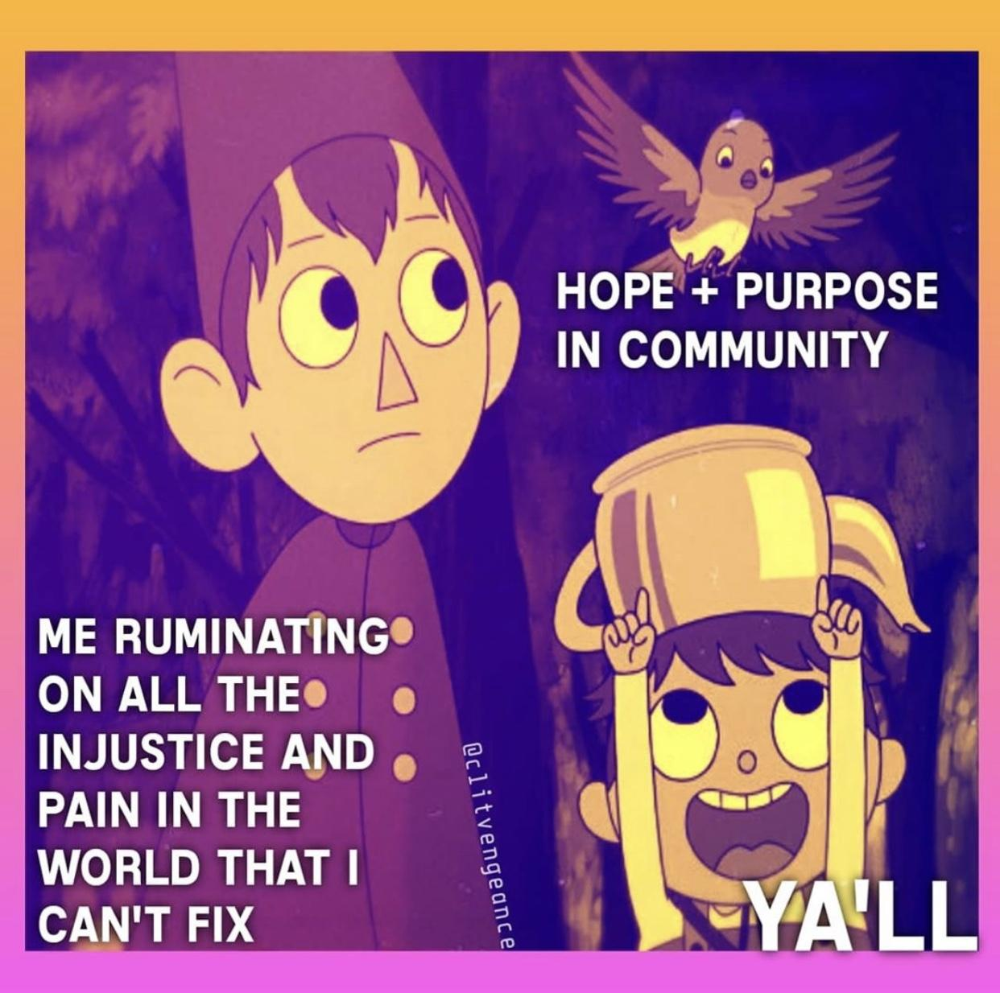 HOPE + PURPOSE
IN COMMUNITY
ME RUMINATING
ON ALL THE
INJUSTICE AND
PAIN IN THE
WORLD THAT I
CAN'T FIX
@clitvengeance
YA'LL